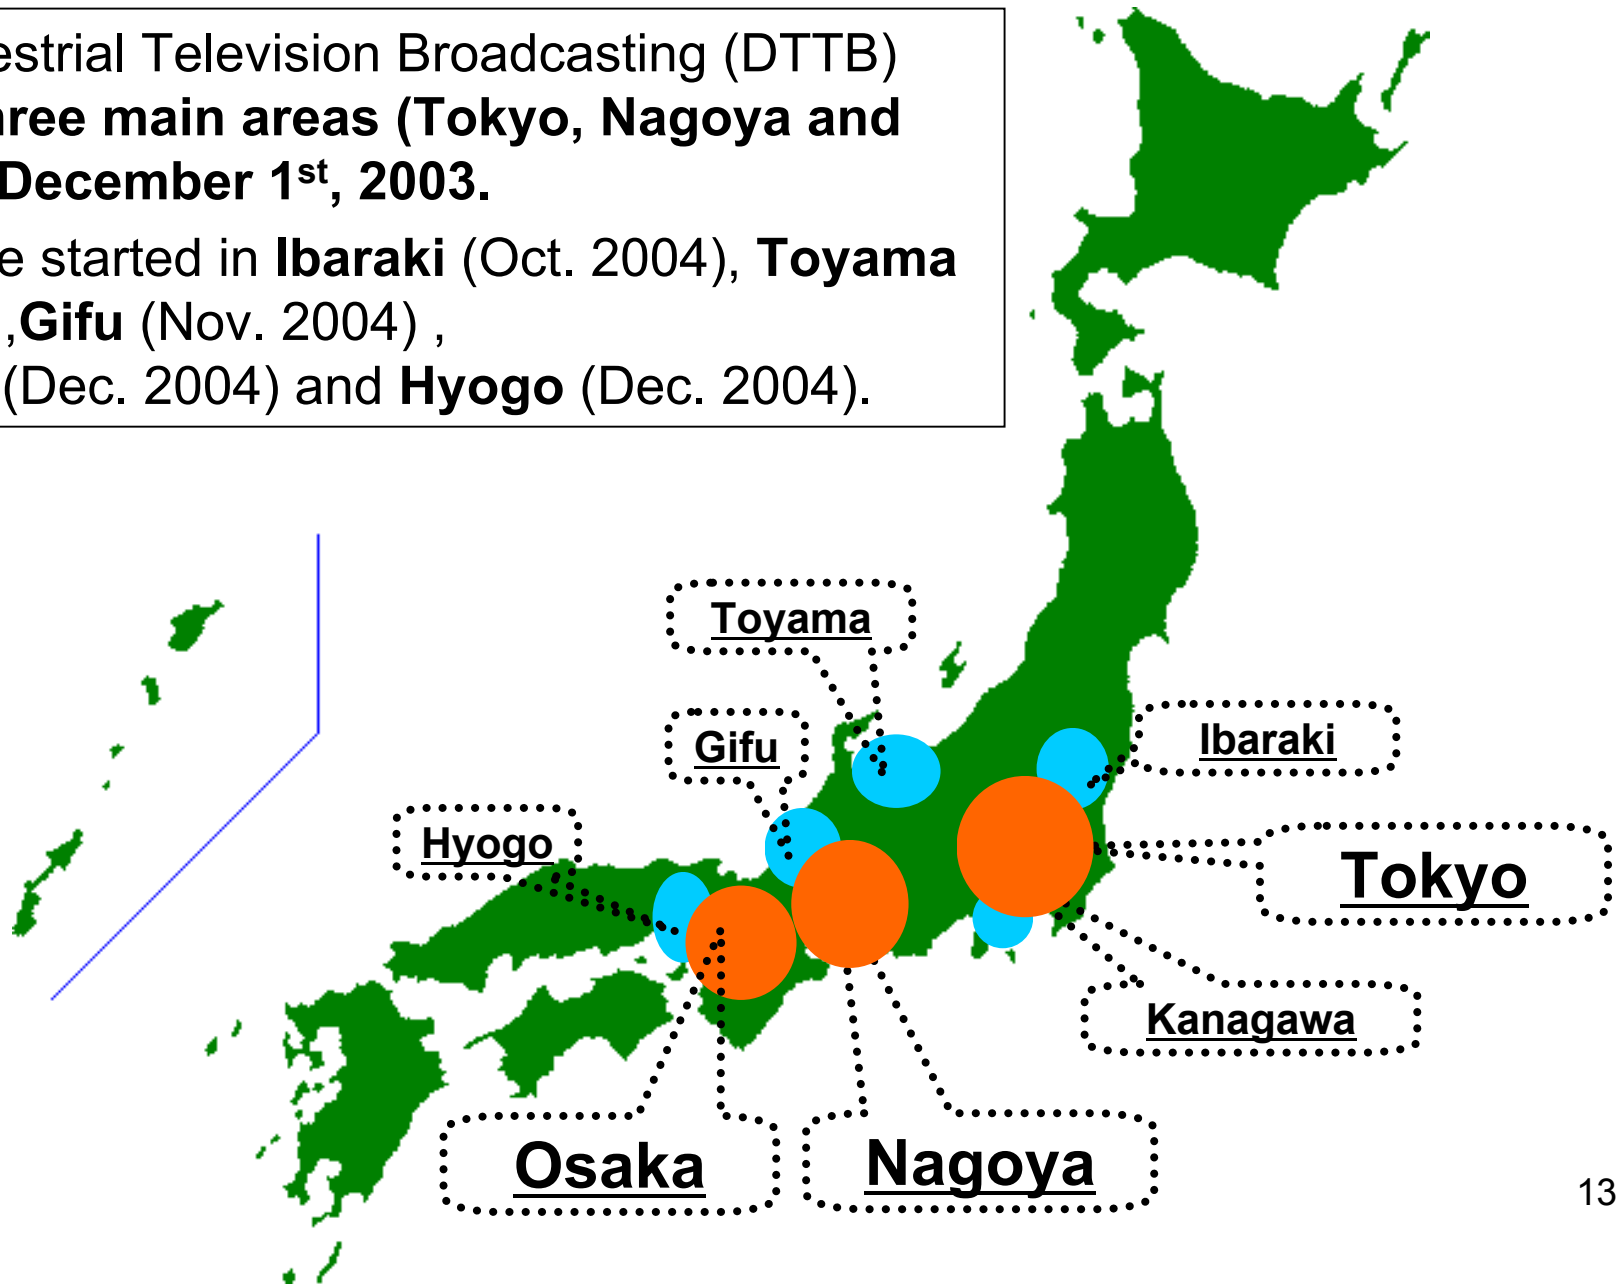 estrial Television Broadcasting (DTTB)
hree main areas (Tokyo, Nagoya and
December 1st, 2003.
e started in Ibaraki (Oct. 2004), Toyama
,Gifu (Nov. 2004) ,
(Dec. 2004) and Hyogo (Dec. 2004).
Toyama
Gifu
Ibaraki
Hyogo
Tokyo
Kanagawa
Osaka
Nagoya
13